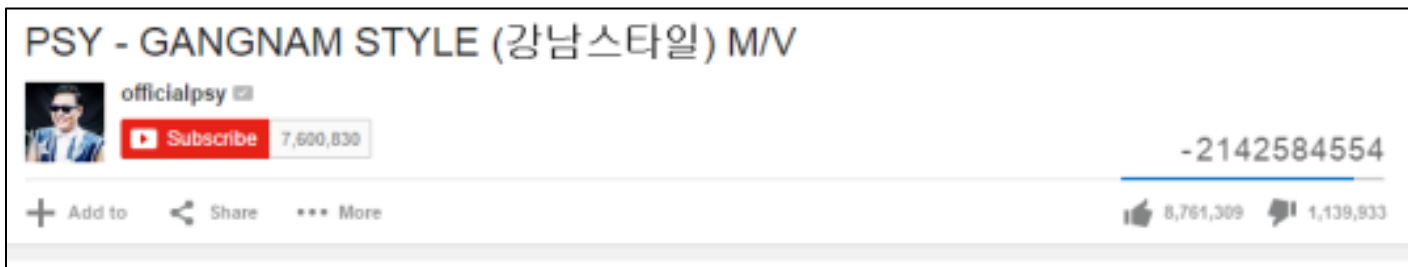 PSY - GANGNAM STYLE (강남스타일) M/V
officialpsy
Subscribe 7,600,830
-2142584554
Add to Share More 8,761,309 1,139,933